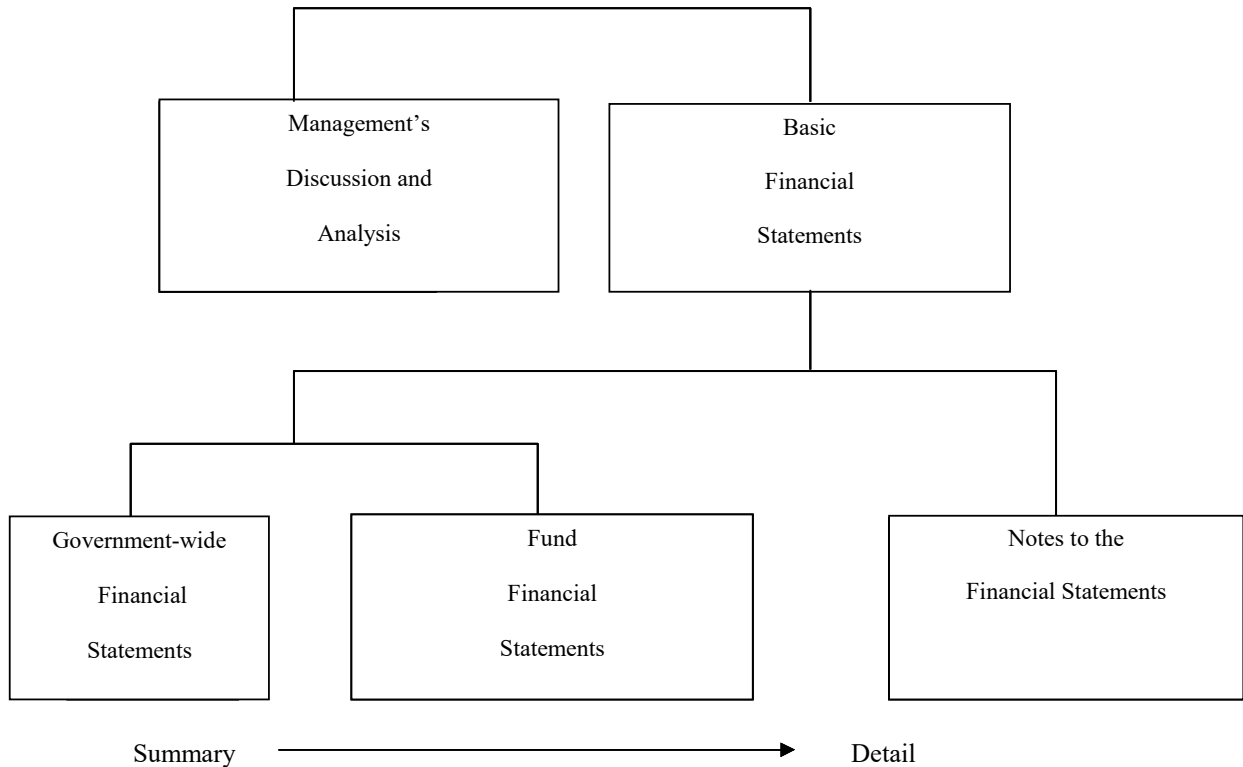 Management’s
Discussion and
Analysis
Basic
Financial
Statements
Government-wide
Financial
Statements
Fund
Financial
Statements
Notes to the
Financial Statements
Summary
Detail